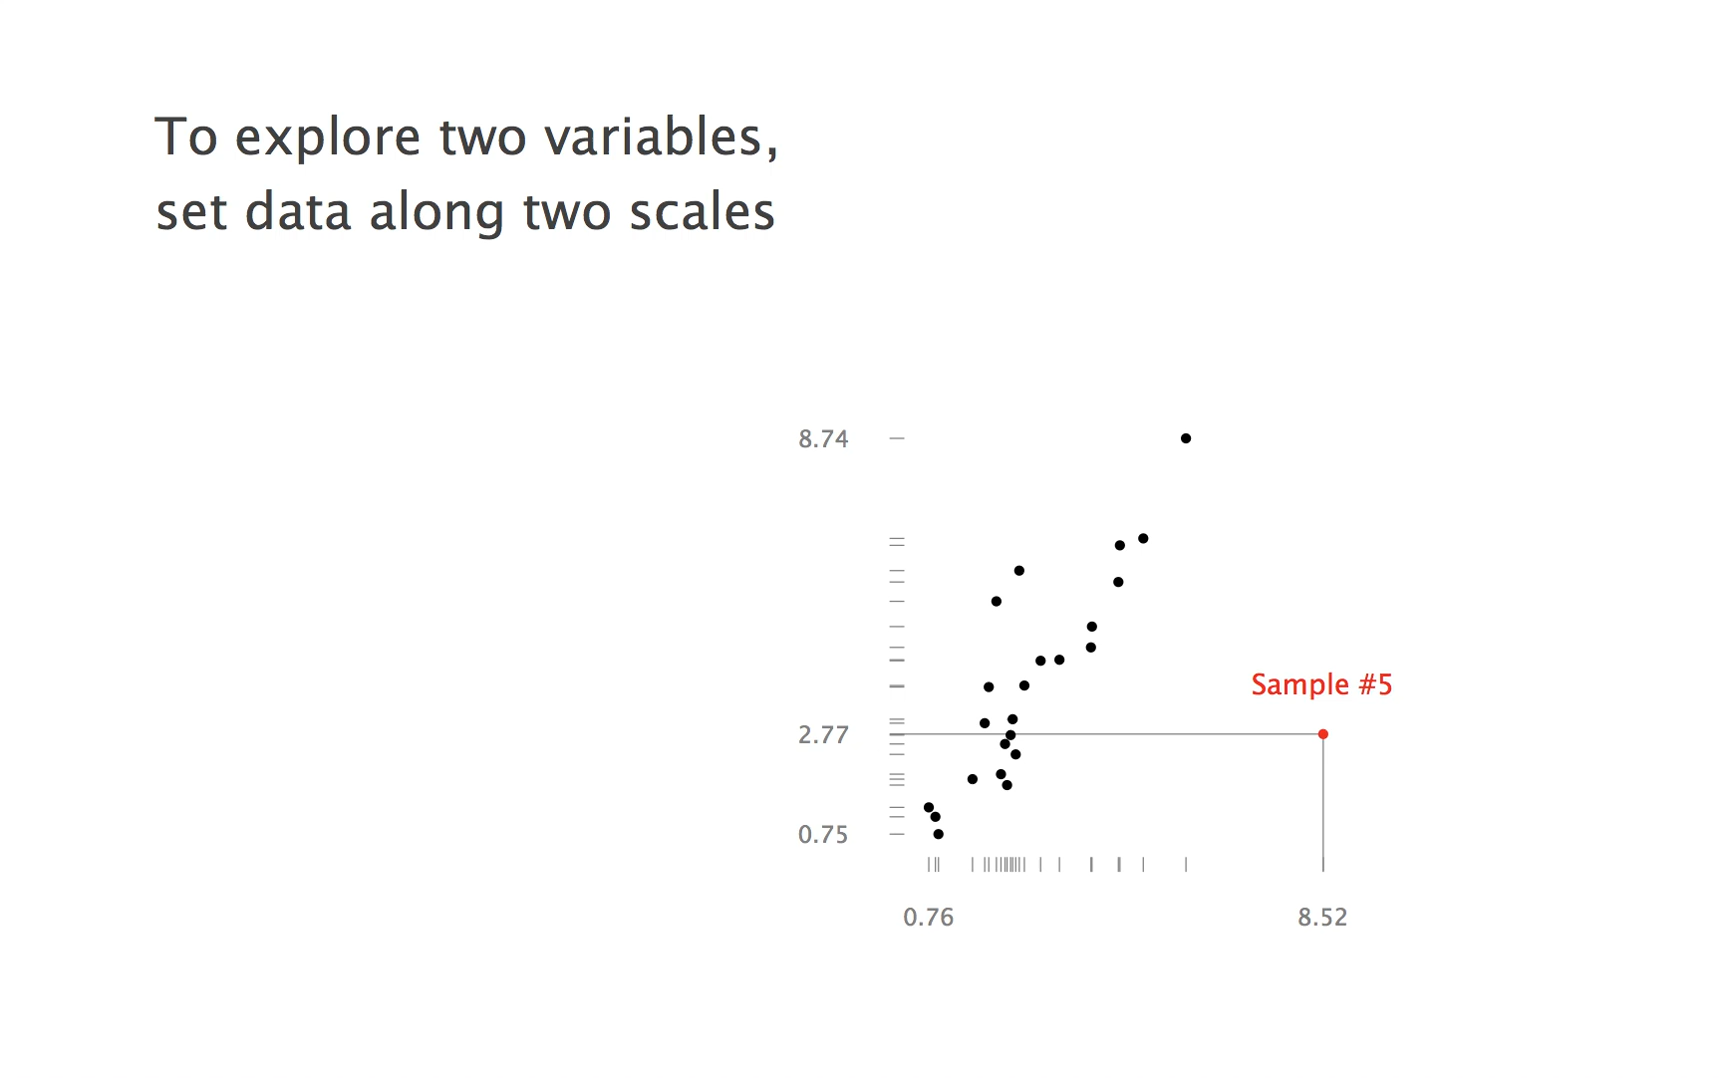 To explore two variables,
set data along two scales
8.74
Sample #5
2.77
0.75
0.76
8.52